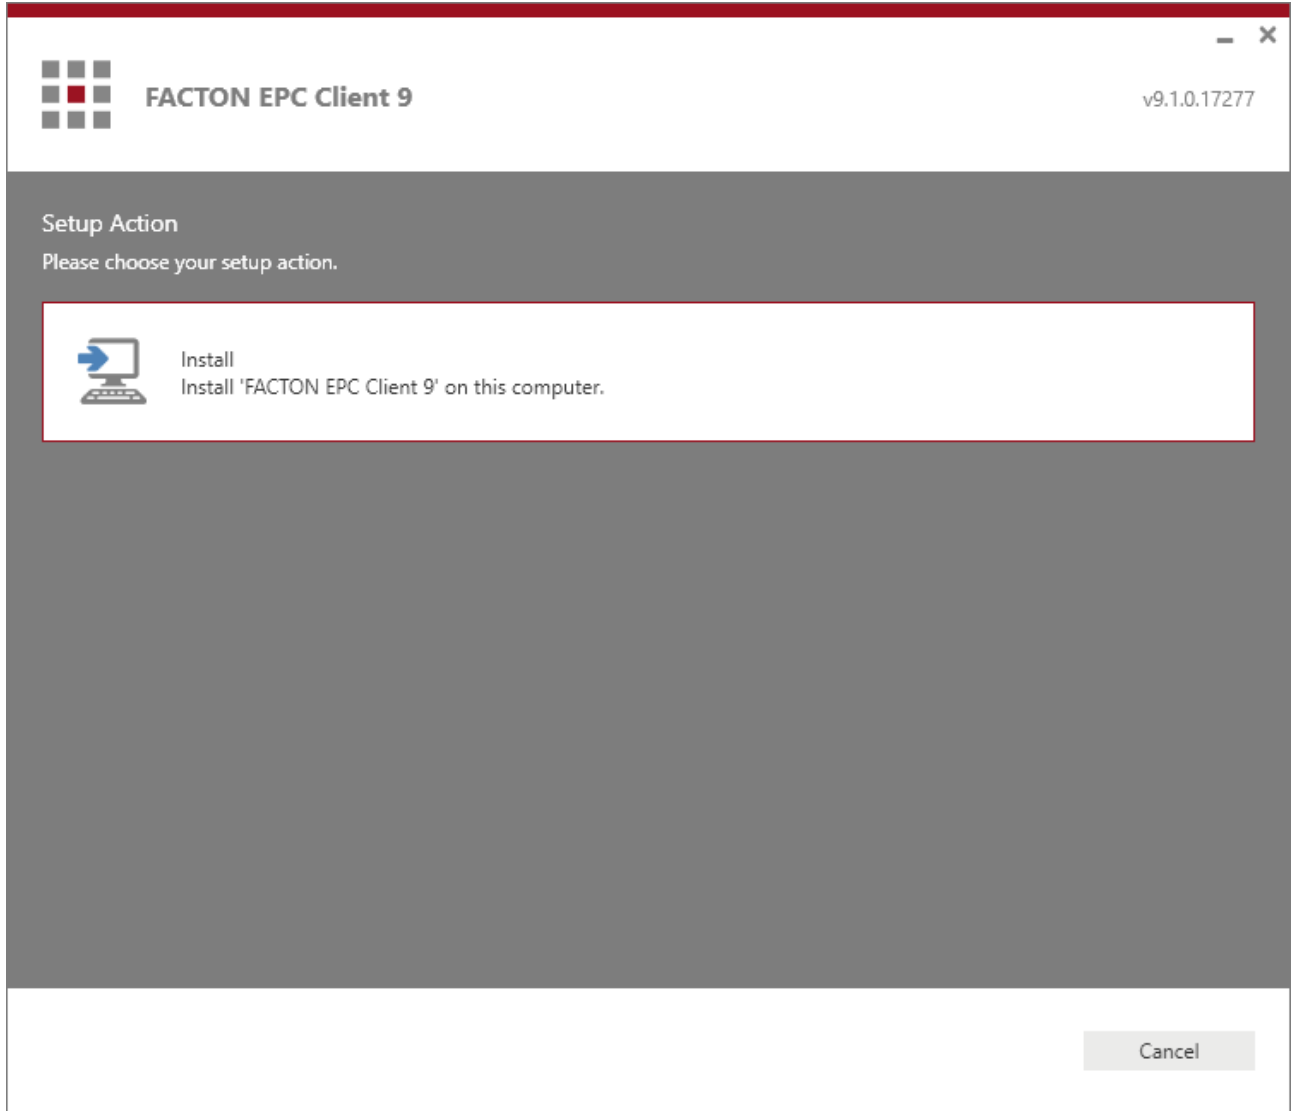 FACTON EPC Client 9
v9.1.0.17277
Setup Action
Please choose your setup action.
Install
Install 'FACTON EPC Client 9' on this computer.
Cancel